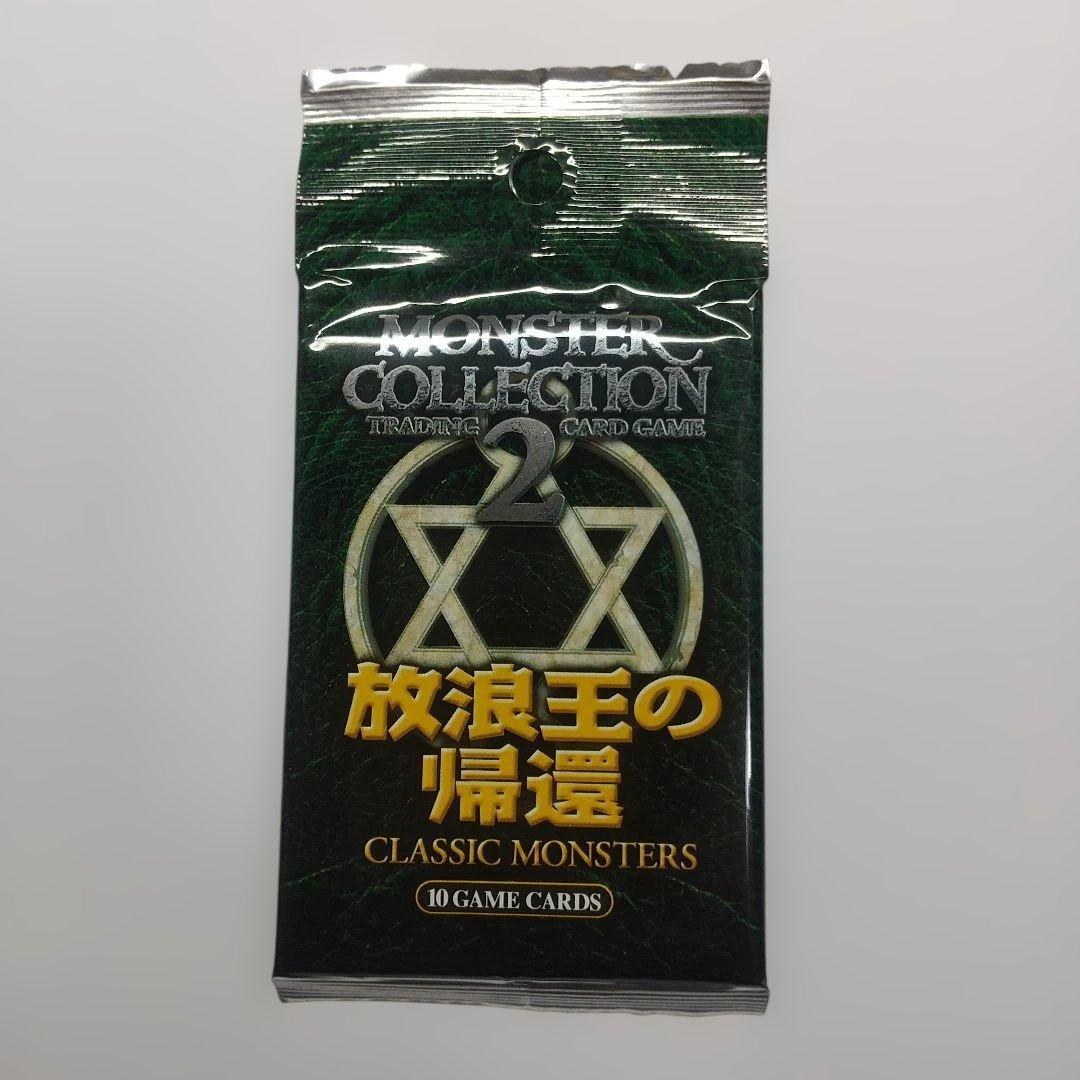 MONSTER
COLLECTION
TRADING CARD GAME
2
放浪王の
帰還
CLASSIC MONSTERS
10 GAME CARDS